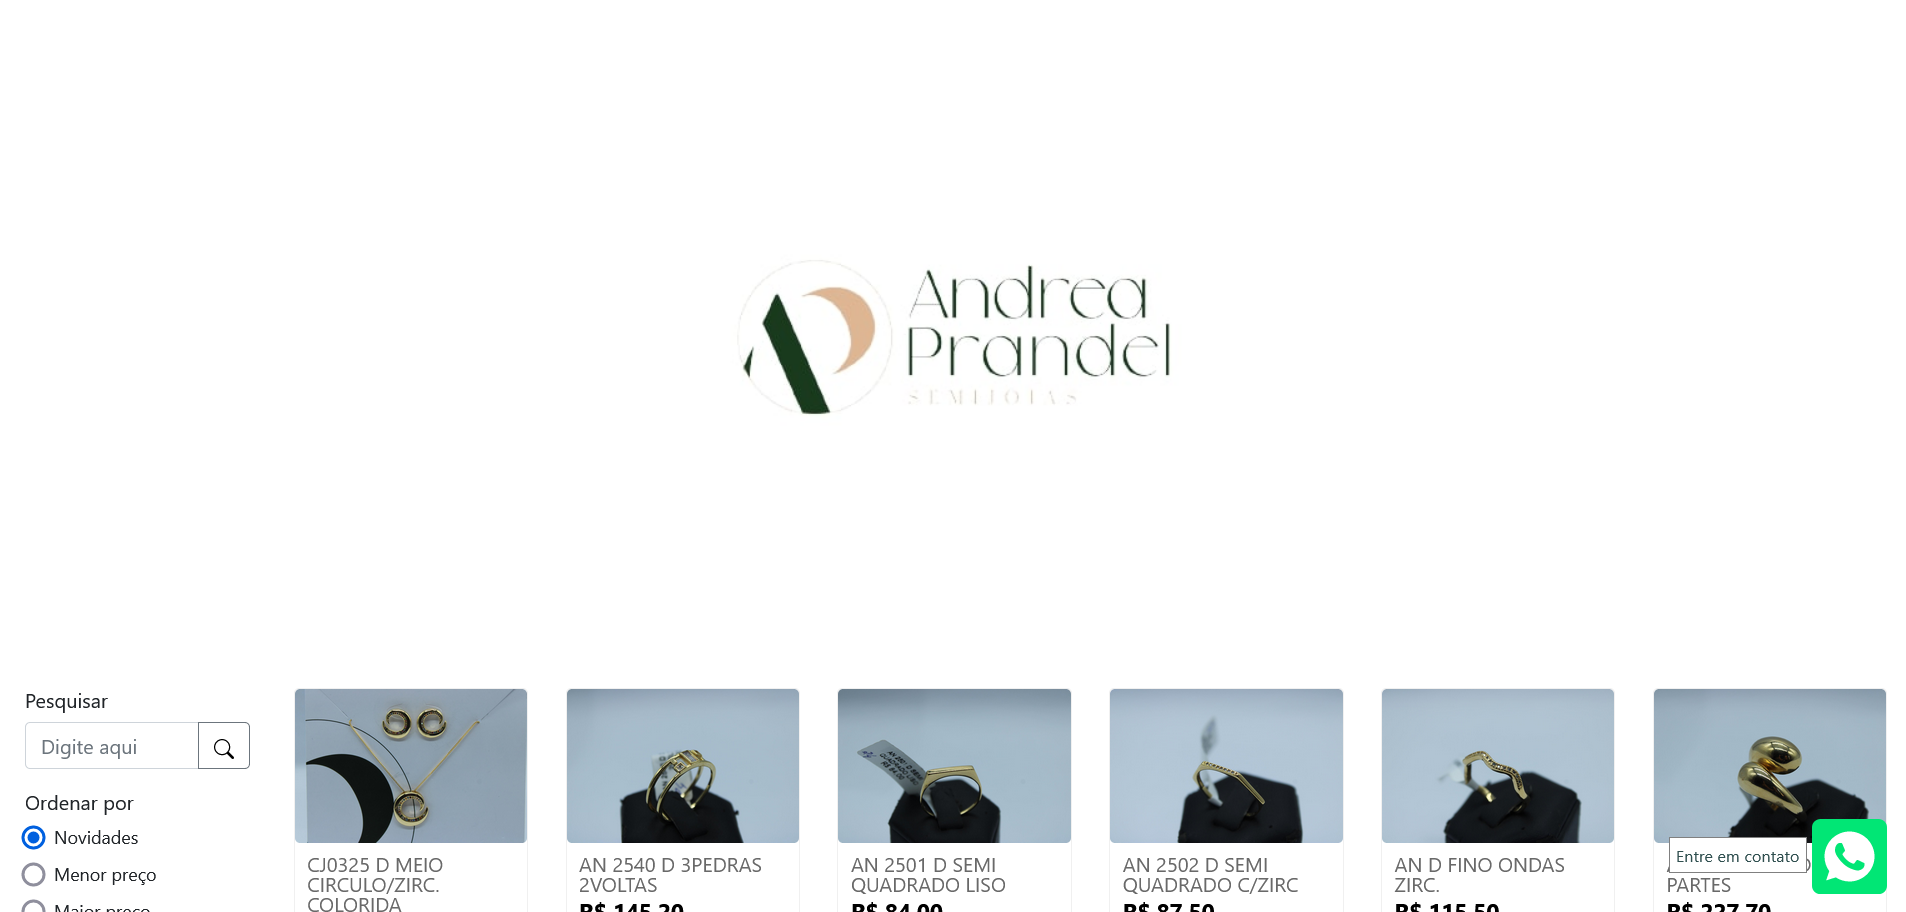 Andrea
Prandel
SEMIJOIAS
Pesquisar
Digite aqui
Ordenar por
Novidades
Menor preço
Maior preço
CJ0325 D MEIO
CIRCULO/ZIRC.
COLORIDA
AN 2540 D 3PEDRAS
2VOLTAS
R$ 145,20
AN 2501 D SEMI
QUADRADO LISO
R$ 84,00
AN 2502 D SEMI
QUADRADO C/ZIRC
R$ 87,50
AN D FINO ONDAS
ZIRC.
R$ 115,50
PARTES
R$ 227,70
Entre em contato